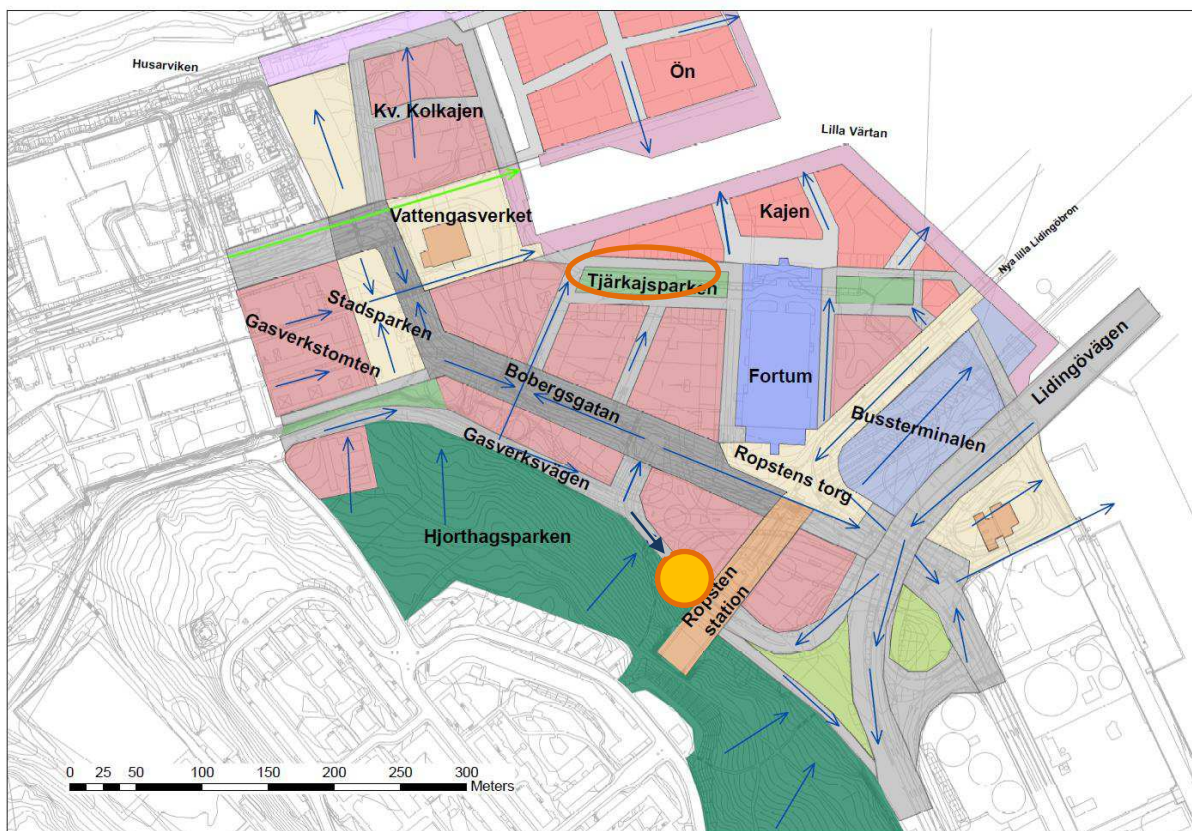 Husarviken
Ön
Kv. Kolkajen
Lilla Värtan
Vattengasverket
Kajen
Nya lilla Lidingöbron
Tjärkajsparken
Stadsparken
Gasverkstomten
Fortum
Lidingövägen
Bobergsgatan
Bussterminalen
Gasverksvägen
Ropstens torg
Hjorthagsparken
Ropsten
station
0 25 50 100 150 200 250 300
Meters